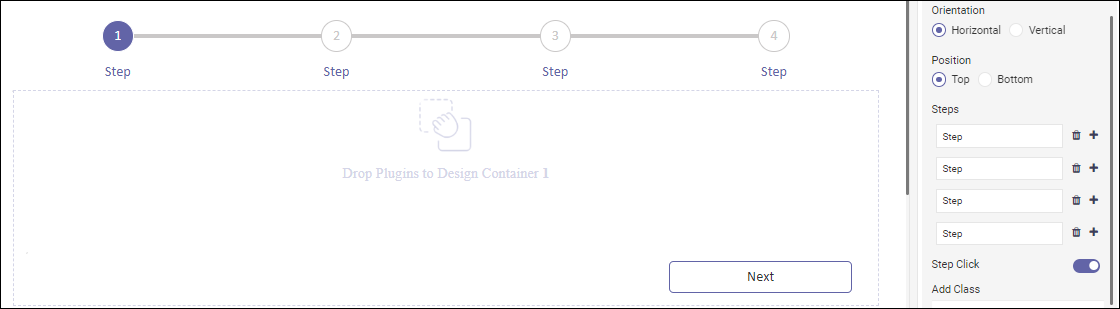 1 2 3 4
Step Step Step Step
Drop Plugins to Design Container 1
Next
Orientation
Horizontal Vertical
Position
Top Bottom
Steps
Step
Step
Step
Step
Step Click
Add Class